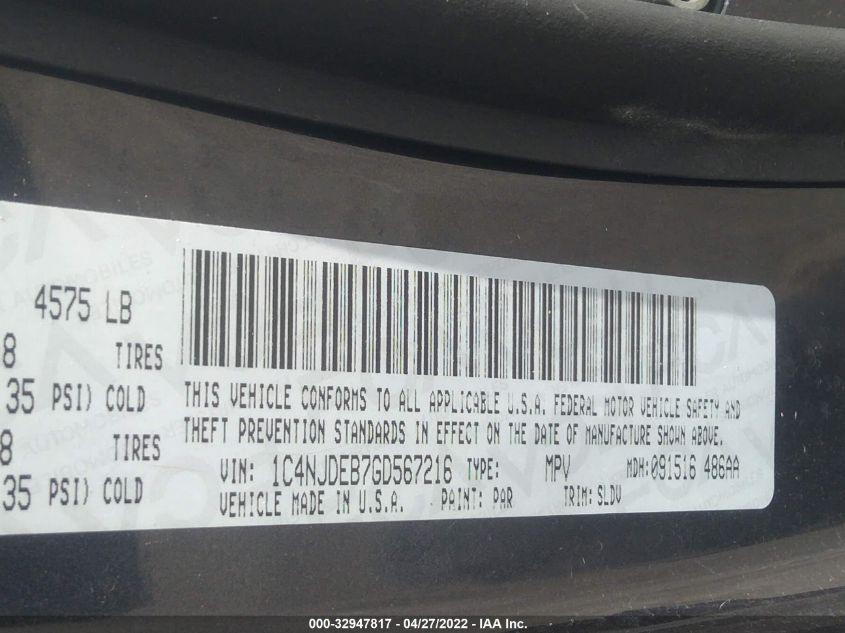 4575 LB
8 TIRES
35 PSI) COLD
8 TIRES
35 PSI) COLD
THIS VEHICLE CONFORMS TO ALL APPLICABLE U.S.A. FEDERAL MOTOR VEHICLE SAFETY AND
THEFT PREVENTION STANDARDS IN EFFECT ON THE DATE OF MANUFACTURE SHOWN ABOVE.
VIN: 1C4NJDEB7GD567216 TYPE: MPV MDH: 091516 486AA
VEHICLE MADE IN U.S.A. PAINT: PAR TRIM: SLDV
000-32947817 - 04/27/2022 - IAA Inc.